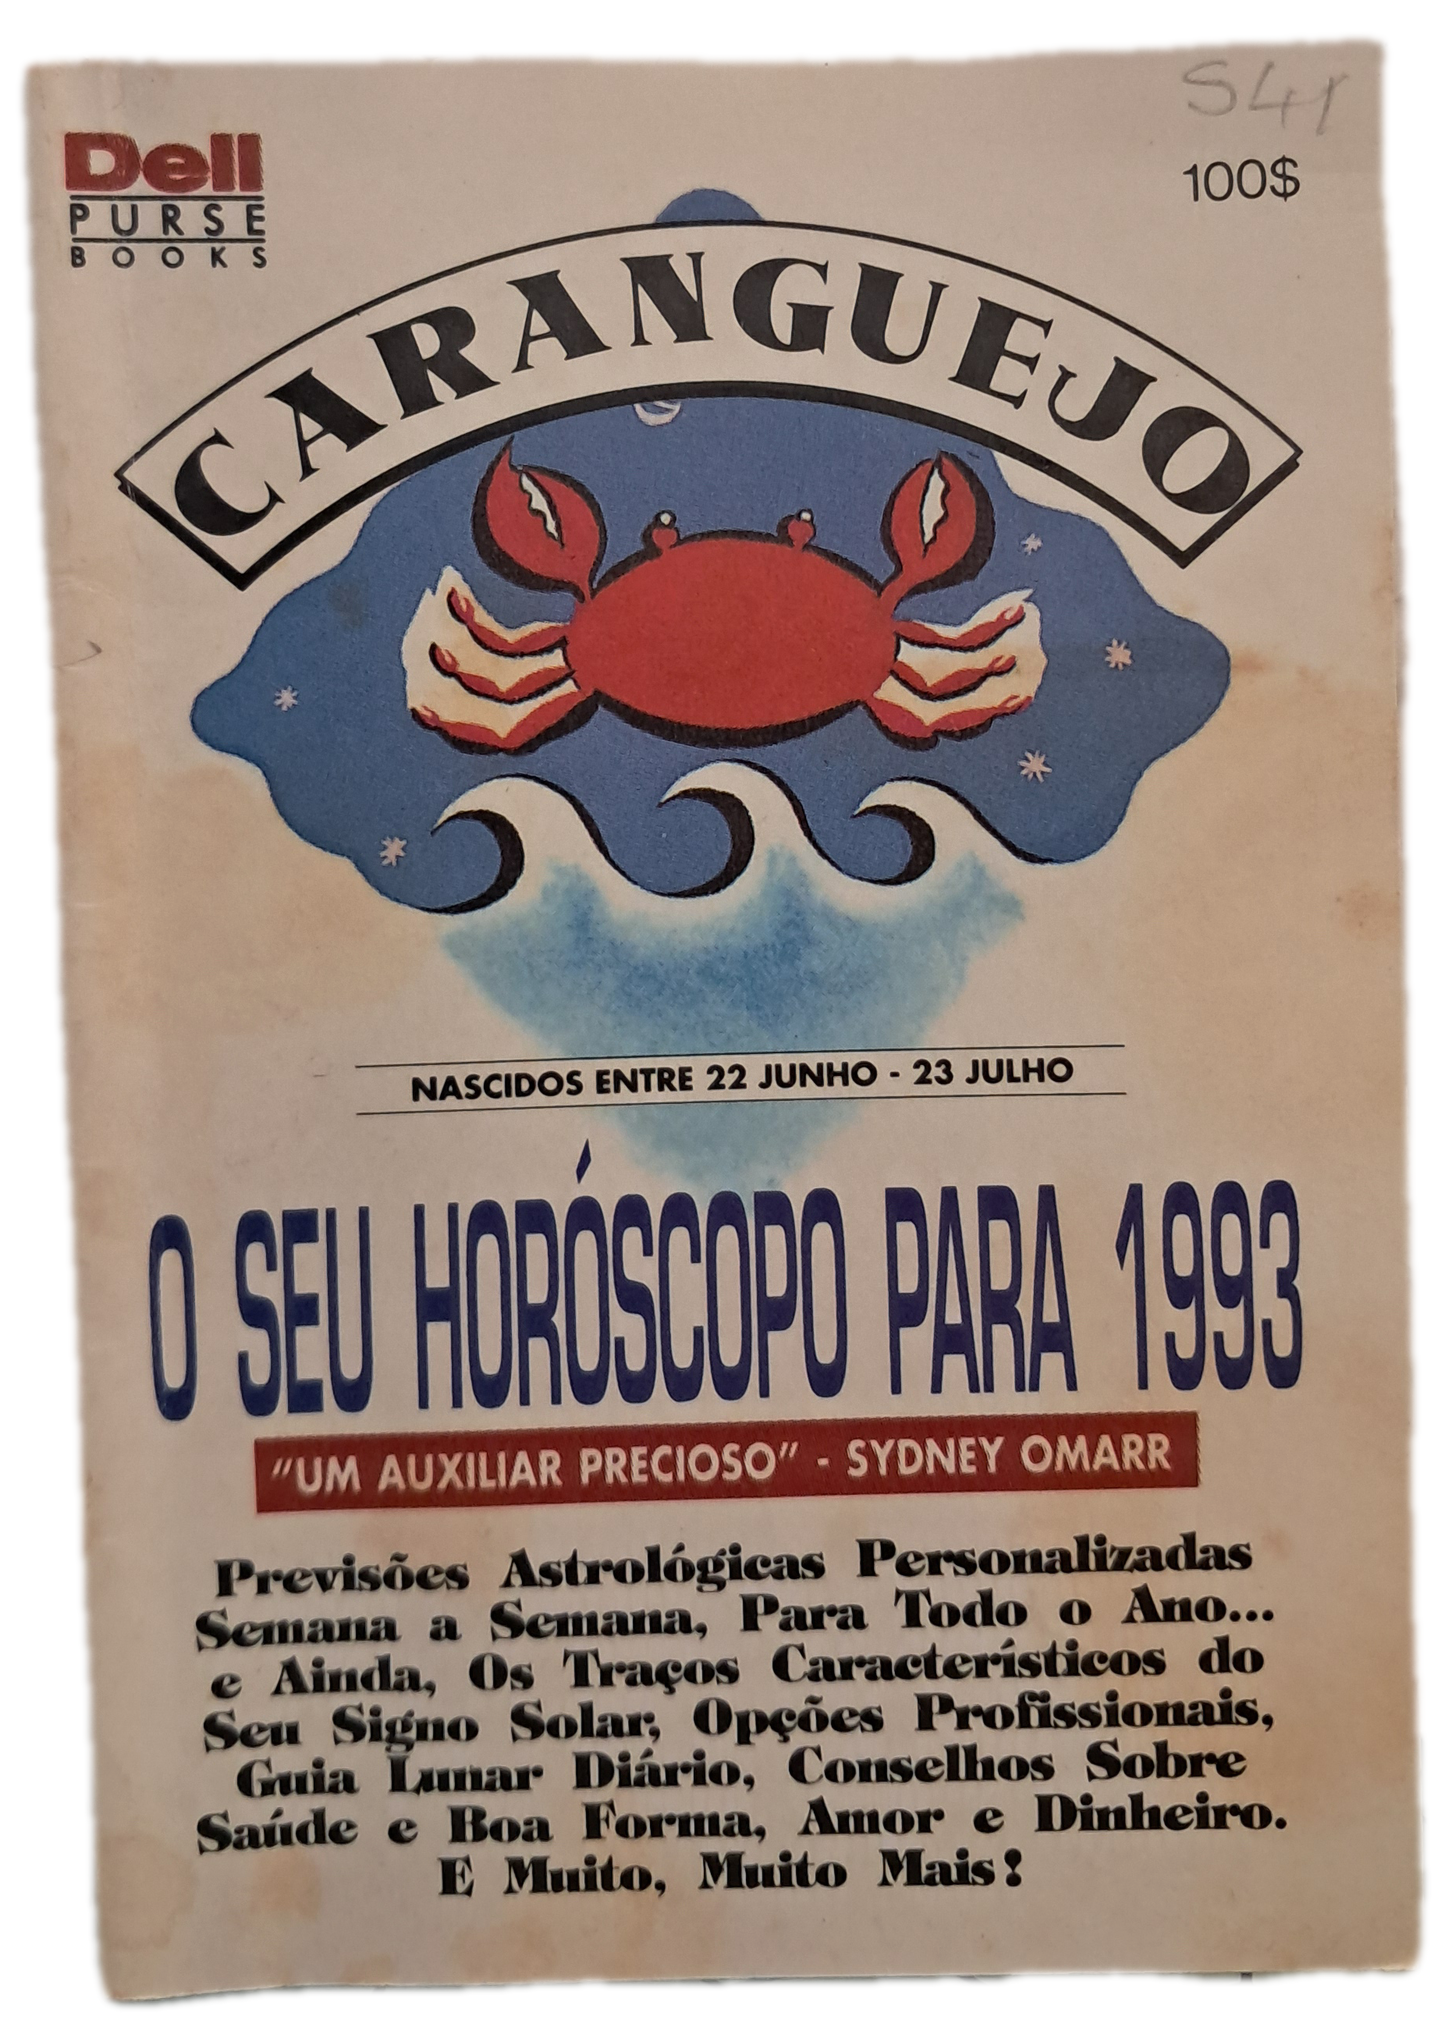 S41
Dell
PURSE
BOOKS
100$
CARANGUEJO
NASCIDOS ENTRE 22 JUNHO - 23 JULHO
O SEU HORÓSCOPO PARA 1993
"UM AUXILIAR PRECIOSO" - SYDNEY OMARR
Previsões Astrológicas Personalizadas
Semana a Semana, Para Todo o Ano...
e Ainda, Os Traços Característicos do
Seu Signo Solar, Opções Profissionais,
Guia Lunar Diário, Conselhos Sobre
Saúde e Boa Forma, Amor e Dinheiro.
E Muito, Muito Mais!